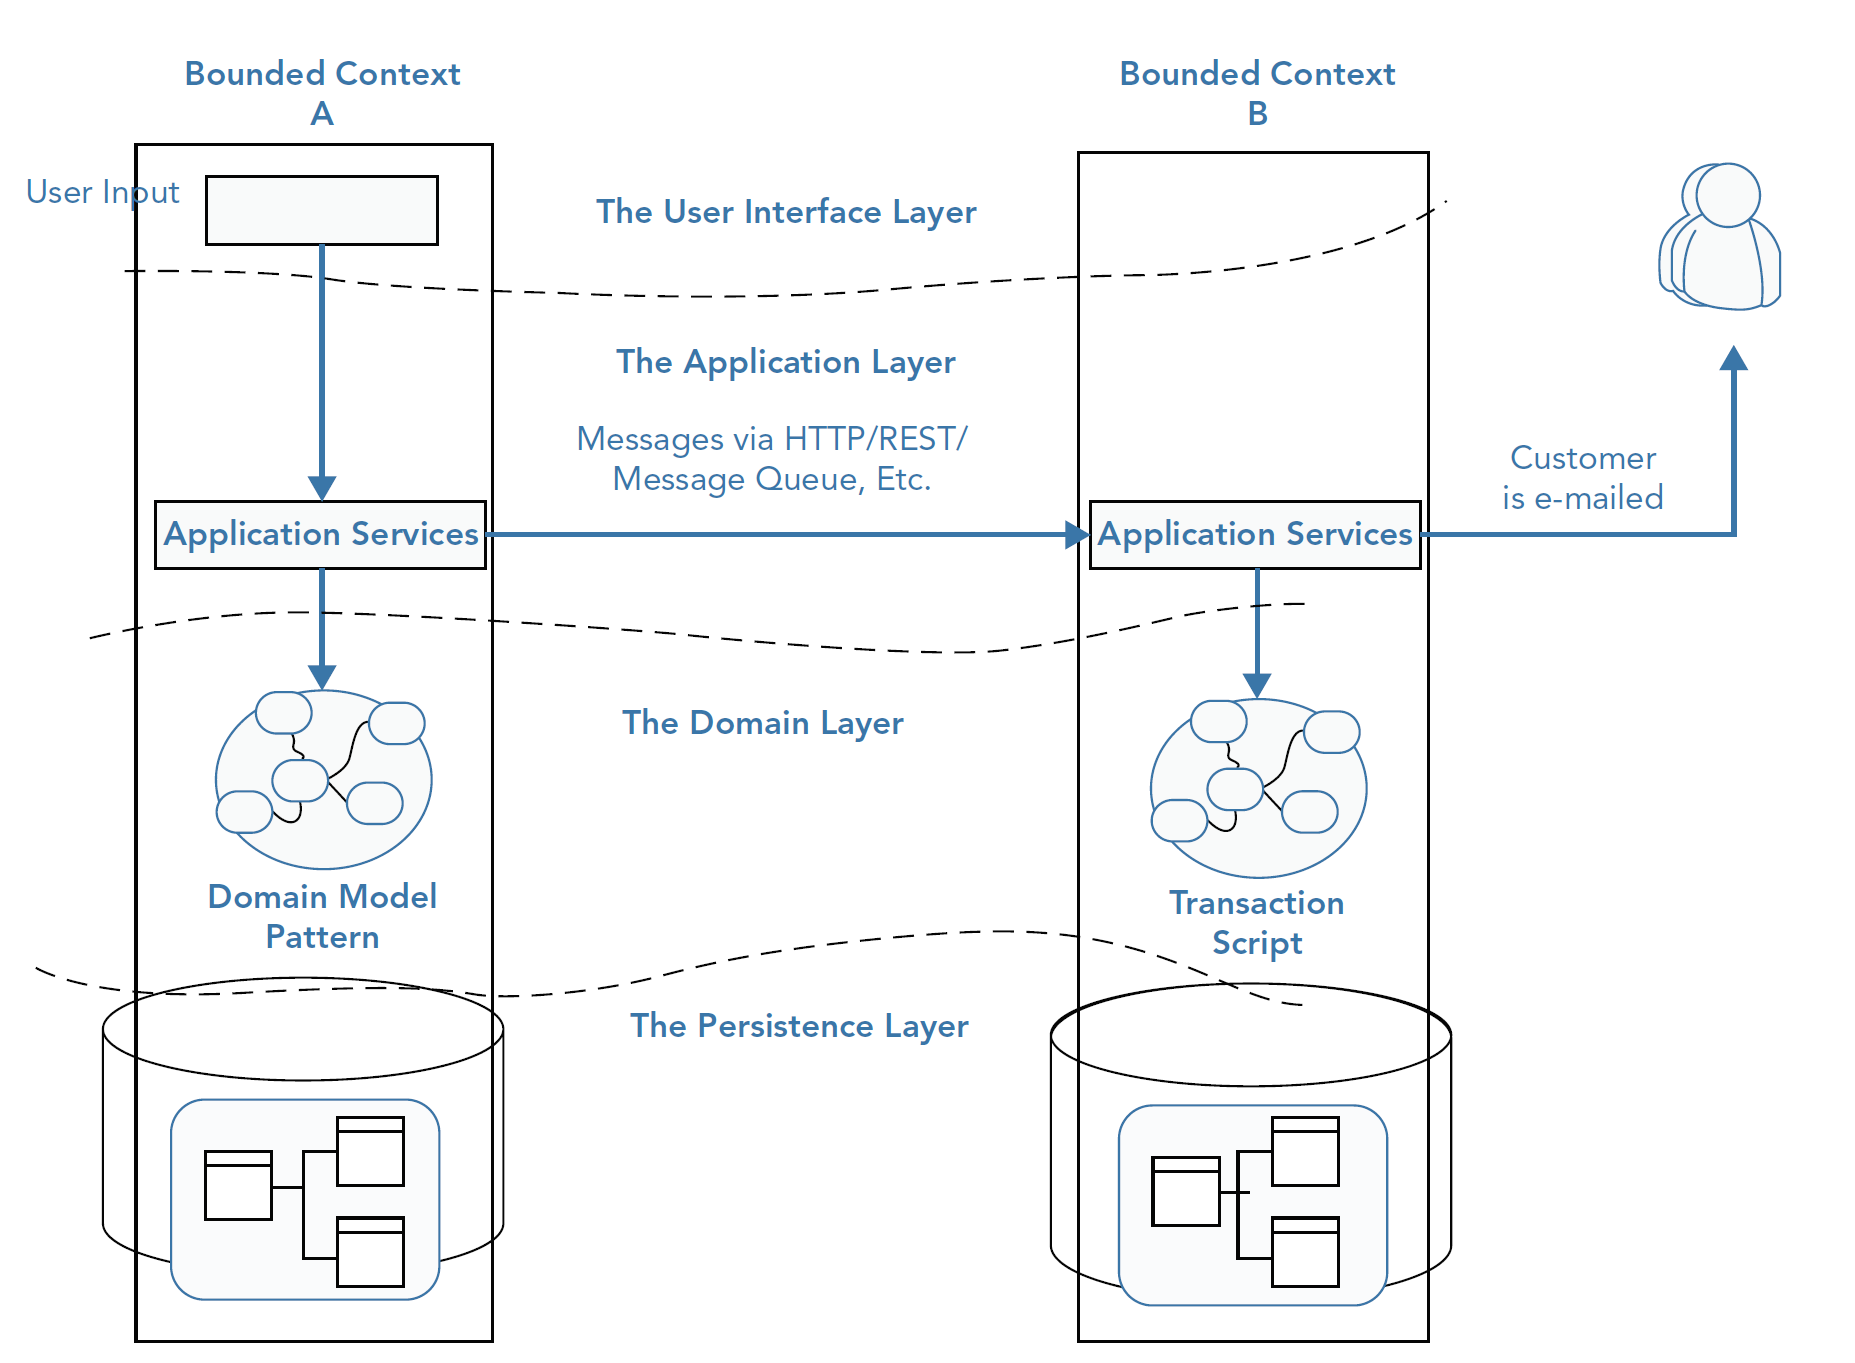 Bounded Context
A
Bounded Context
B
User Input
The User Interface Layer
The Application Layer
Messages via HTTP/REST/
Message Queue, Etc.
Customer
is e-mailed
Application Services
Application Services
The Domain Layer
Domain Model
Pattern
Transaction
Script
The Persistence Layer